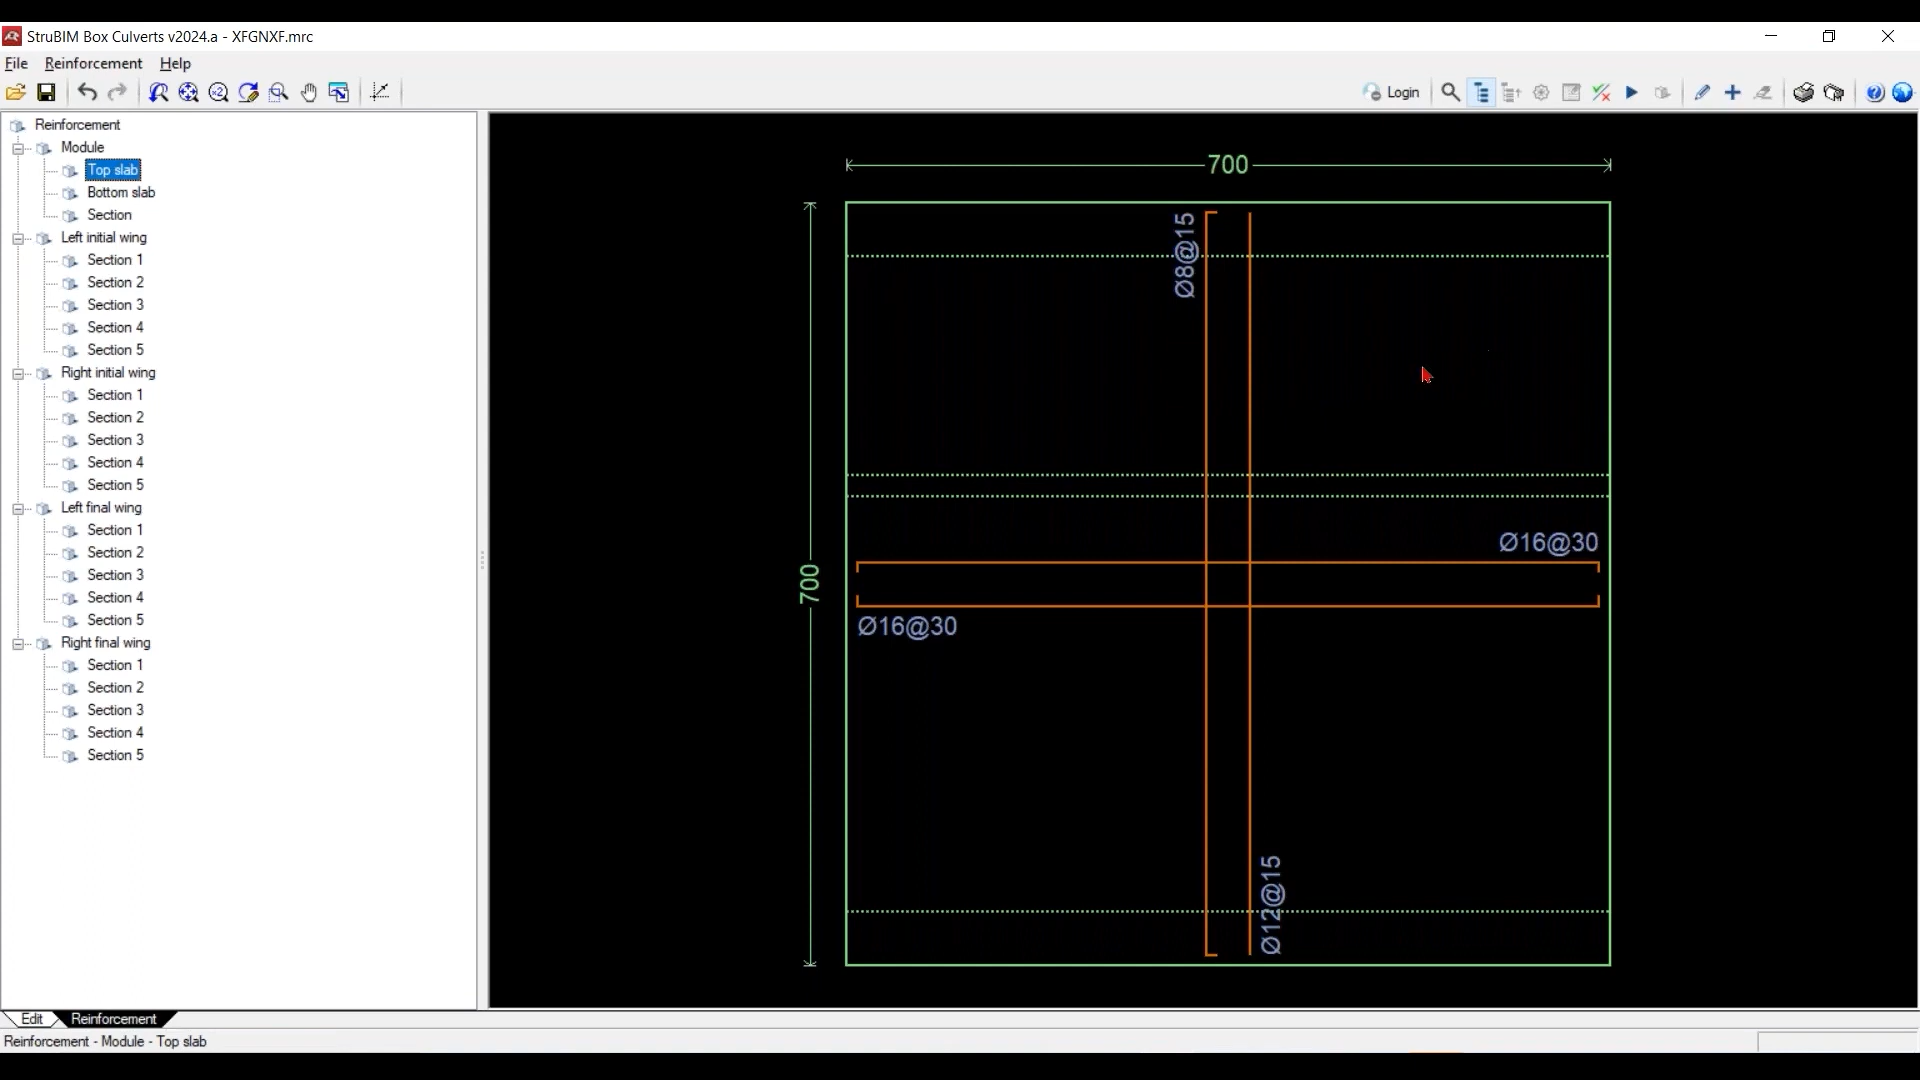 StruBIM Box Culverts v2024.a - XFGNXF.mrc
File Reinforcement Help
Login
Reinforcement
Module
Top slab
Bottom slab
Section
Left initial wing
Section 1
Section 2
Section 3
Section 4
Section 5
Right initial wing
Section 1
Section 2
Section 3
Section 4
Section 5
Left final wing
Section 1
Section 2
Section 3
Section 4
Section 5
Right final wing
Section 1
Section 2
Section 3
Section 4
Section 5
700
Ø8@15
Ø16@30
700
Ø16@30
Ø12@15
Edit Reinforcement
Reinforcement - Module - Top slab